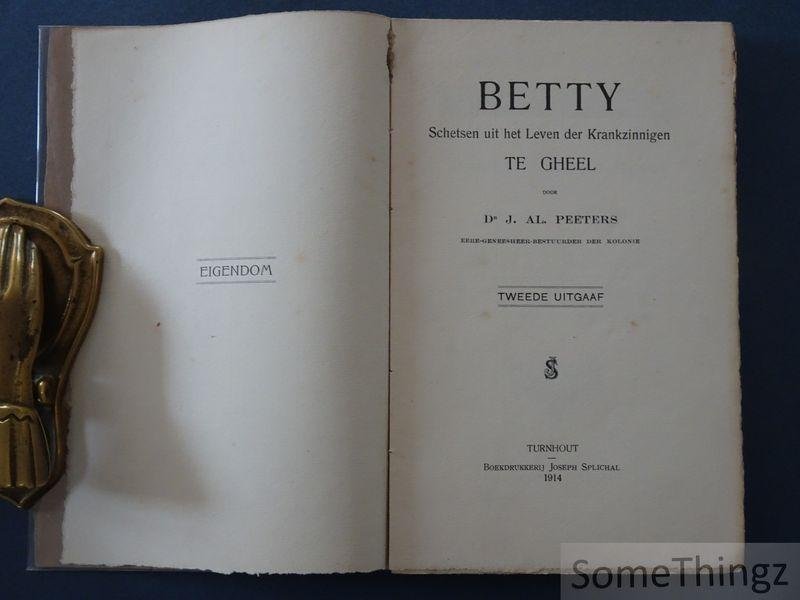 EIGENDOM
BETTY
Schetsen uit het Leven der Krankzinnigen
TE GHEEL
DOOR
Dr J. AL. PEETERS
EERE-GENEESHEER-BESTUURDER DER KOLONIE
TWEEDE UITGAAF
JS
TURNHOUT
BOEKDRUKKERIJ JOSEPH SPLICHAL
1914
SomeThingz